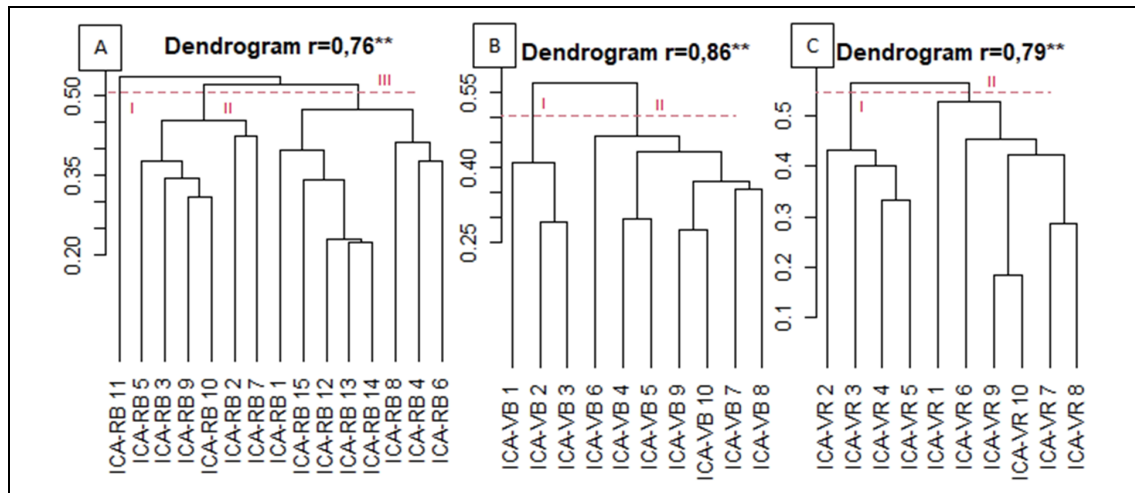 A
Dendrogram r=0,76**
III
I
II
0.50
0.35
0.20
ICA-RB 11
ICA-RB 5
ICA-RB 3
ICA-RB 9
ICA-RB 10
ICA-RB 2
ICA-RB 7
ICA-RB 1
ICA-RB 15
ICA-RB 12
ICA-RB 13
ICA-RB 14
ICA-RB 8
ICA-RB 4
ICA-RB 6
B
Dendrogram r=0,86**
I
II
0.55
0.40
0.25
ICA-VB 1
ICA-VB 2
ICA-VB 3
ICA-VB 6
ICA-VB 4
ICA-VB 5
ICA-VB 9
ICA-VB 10
ICA-VB 7
ICA-VB 8
C
Dendrogram r=0,79**
II
I
0.5
0.4
0.3
0.2
0.1
ICA-VR 2
ICA-VR 3
ICA-VR 4
ICA-VR 5
ICA-VR 1
ICA-VR 6
ICA-VR 9
ICA-VR 10
ICA-VR 7
ICA-VR 8